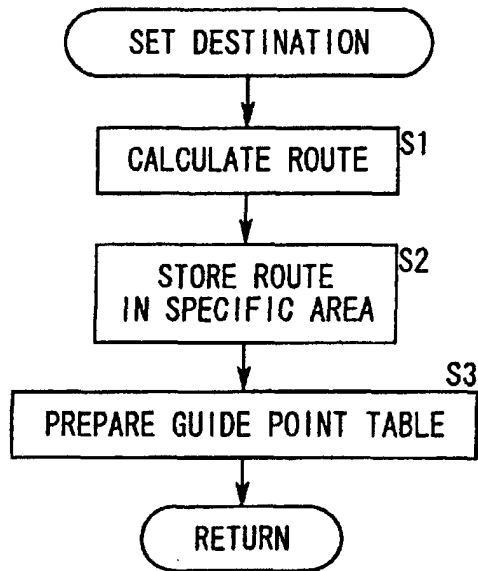 SET DESTINATION
S1
CALCULATE ROUTE
S2
STORE ROUTE
IN SPECIFIC AREA
S3
PREPARE GUIDE POINT TABLE
RETURN